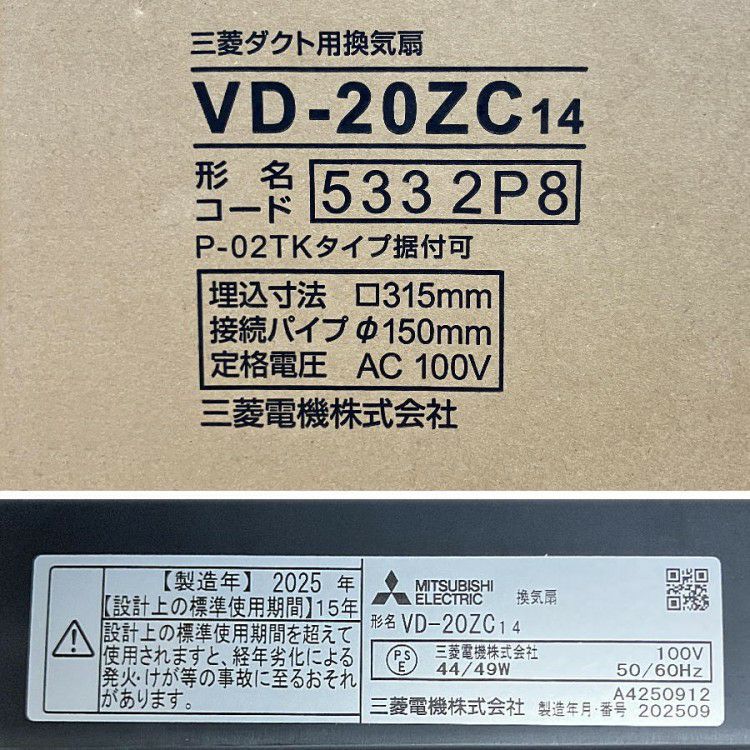 三菱ダクト用換気扇
VD-20ZC14
形名コード 5332P8
P-02TKタイプ据付可
埋込寸法 □315mm
接続パイプ φ150mm
定格電圧 AC 100V
三菱電機株式会社
【製造年】 2025 年
【設計上の標準使用期間】15年
設計上の標準使用期間を超えて
使用されますと、経年劣化による
発火・けが等の事故に至るおそれ
があります。
MITSUBISHI
ELECTRIC
換気扇
形名 VD-20ZC14
PSE
三菱電機株式会社 100V
44/49W 50/60Hz
A4250912
三菱電機株式会社 製造年月・番号 202509